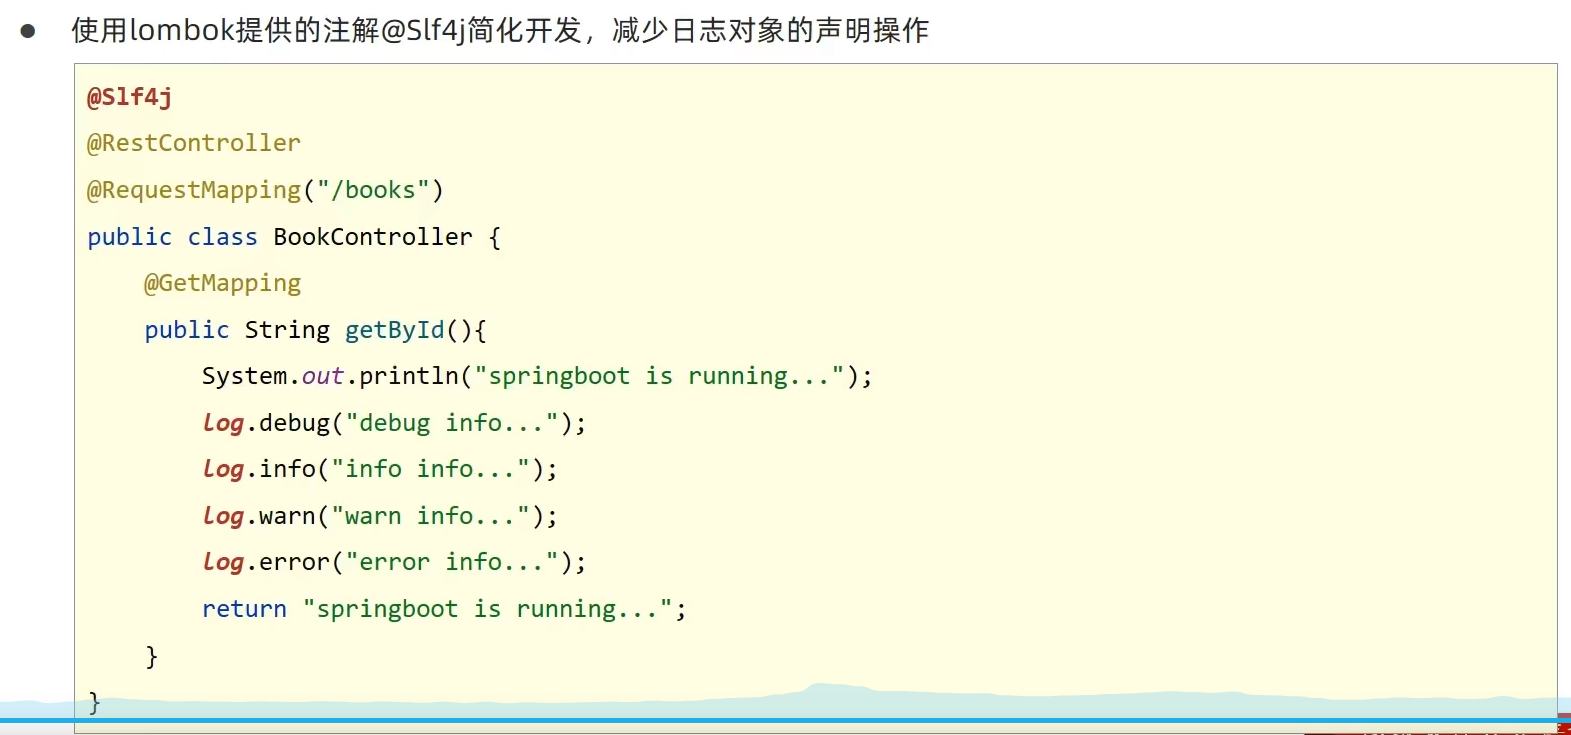 ● 使用lombok提供的注解@Slf4j简化开发，减少日志对象的声明操作
@Slf4j
@RestController
@RequestMapping("/books")
public class BookController {
    @GetMapping
    public String getById(){
        System.out.println("springboot is running...");
        log.debug("debug info...");
        log.info("info info...");
        log.warn("warn info...");
        log.error("error info...");
        return "springboot is running...";
    }
}